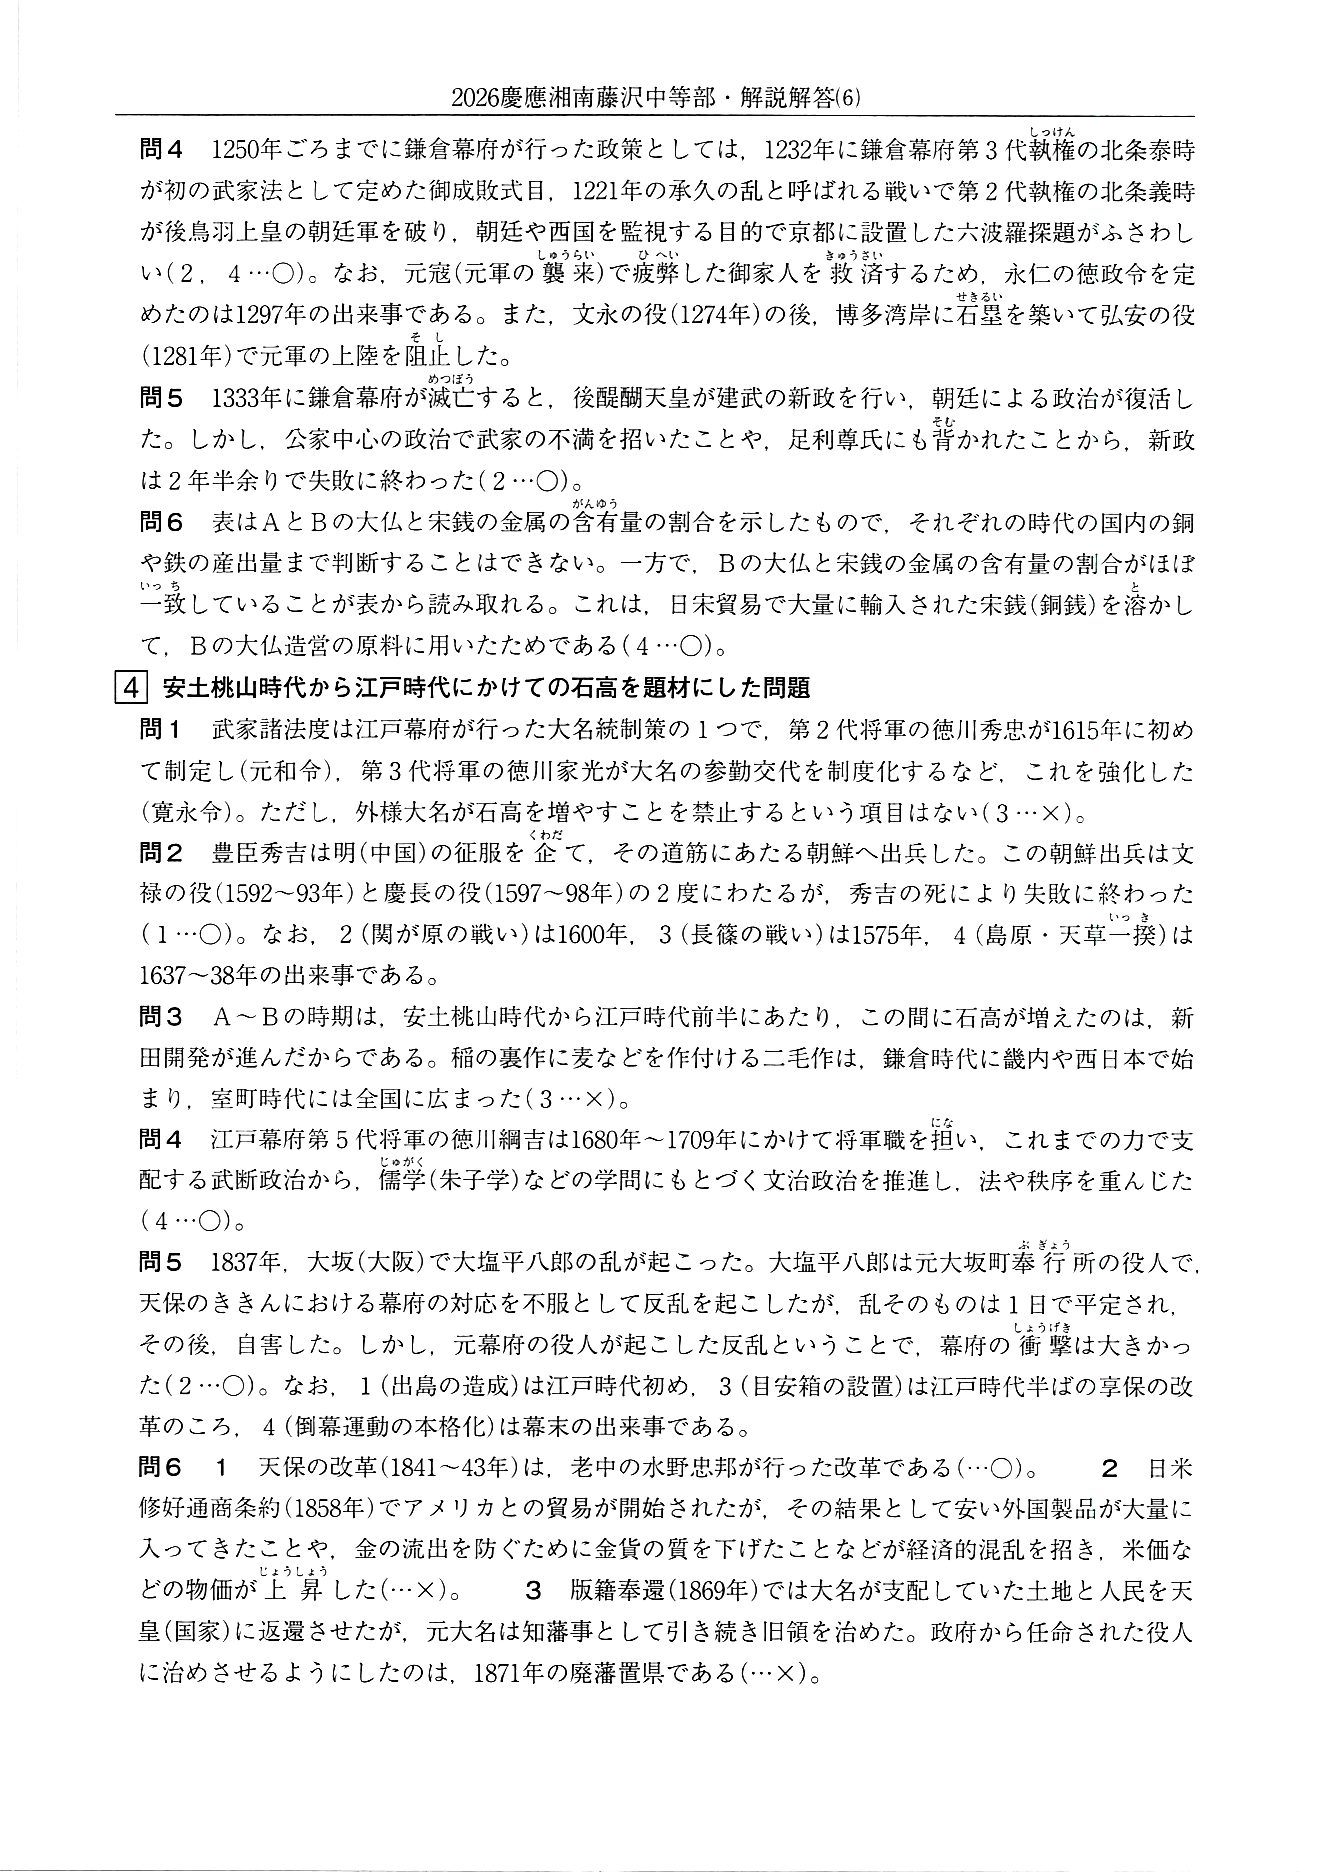 2026慶應湘南藤沢中等部・解説解答(6)
問4　1250年ごろまでに鎌倉幕府が行った政策としては，1232年に鎌倉幕府第3代執権の北条泰時
が初の武家法として定めた御成敗式目，1221年の承久の乱と呼ばれる戦いで第2代執権の北条義時
が後鳥羽上皇の朝廷軍を破り，朝廷や西国を監視する目的で京都に設置した六波羅探題がふさわし
い(2，4…○)。なお，元寇(元軍の襲来)で疲弊した御家人を救済するため，永仁の徳政令を定
めたのは1297年の出来事である。また，文永の役(1274年)の後，博多湾岸に石塁を築いて弘安の役
(1281年)で元軍の上陸を阻止した。
問5　1333年に鎌倉幕府が滅亡すると，後醍醐天皇が建武の新政を行い，朝廷による政治が復活し
た。しかし，公家中心の政治で武家の不満を招いたことや，足利尊氏にも背かれたことから，新政
は2年半余りで失敗に終わった(2…○)。
問6　表はAとBの大仏と宋銭の金属の含有量の割合を示したもので，それぞれの時代の国内の銅
や鉄の産出量まで判断することはできない。一方で，Bの大仏と宋銭の金属の含有量の割合がほぼ
一致していることが表から読み取れる。これは，日宋貿易で大量に輸入された宋銭(銅銭)を溶かし
て，Bの大仏造営の原料に用いたためである(4…○)。
4　安土桃山時代から江戸時代にかけての石高を題材にした問題
問1　武家諸法度は江戸幕府が行った大名統制策の1つで，第2代将軍の徳川秀忠が1615年に初め
て制定し(元和令)，第3代将軍の徳川家光が大名の参勤交代を制度化するなど，これを強化した
(寛永令)。ただし，外様大名が石高を増やすことを禁止するという項目はない(3…×)。
問2　豊臣秀吉は明(中国)の征服を企て，その道筋にあたる朝鮮へ出兵した。この朝鮮出兵は文
禄の役(1592～93年)と慶長の役(1597～98年)の2度にわたるが，秀吉の死により失敗に終わった
(1…○)。なお，2(関が原の戦い)は1600年，3(長篠の戦い)は1575年，4(島原・天草一揆)は
1637～38年の出来事である。
問3　A～Bの時期は，安土桃山時代から江戸時代前半にあたり，この間に石高が増えたのは，新
田開発が進んだからである。稲の裏作に麦などを作付ける二毛作は，鎌倉時代に畿内や西日本で始
まり，室町時代には全国に広まった(3…×)。
問4　江戸幕府第5代将軍の徳川綱吉は1680年～1709年にかけて将軍職を担い，これまでの力で支
配する武断政治から，儒学(朱子学)などの学問にもとづく文治政治を推進し，法や秩序を重んじた
(4…○)。
問5　1837年，大坂(大阪)で大塩平八郎の乱が起こった。大塩平八郎は元大坂町奉行所の役人で，
天保のききんにおける幕府の対応を不服として反乱を起こしたが，乱そのものは1日で平定され，
その後，自害した。しかし，元幕府の役人が起こした反乱ということで，幕府の衝撃は大きかっ
た(2…○)。なお，1(出島の造成)は江戸時代初め，3(目安箱の設置)は江戸時代半ばの享保の改
革のころ，4(倒幕運動の本格化)は幕末の出来事である。
問6　1　天保の改革(1841～43年)は，老中の水野忠邦が行った改革である(…○)。　2　日米
修好通商条約(1858年)でアメリカとの貿易が開始されたが，その結果として安い外国製品が大量に
入ってきたことや，金の流出を防ぐために金貨の質を下げたことなどが経済的混乱を招き，米価な
どの物価が上昇した(…×)。　3　版籍奉還(1869年)では大名が支配していた土地と人民を天
皇(国家)に返還させたが，元大名は知藩事として引き続き旧領を治めた。政府から任命された役人
に治めさせるようにしたのは，1871年の廃藩置県である(…×)。